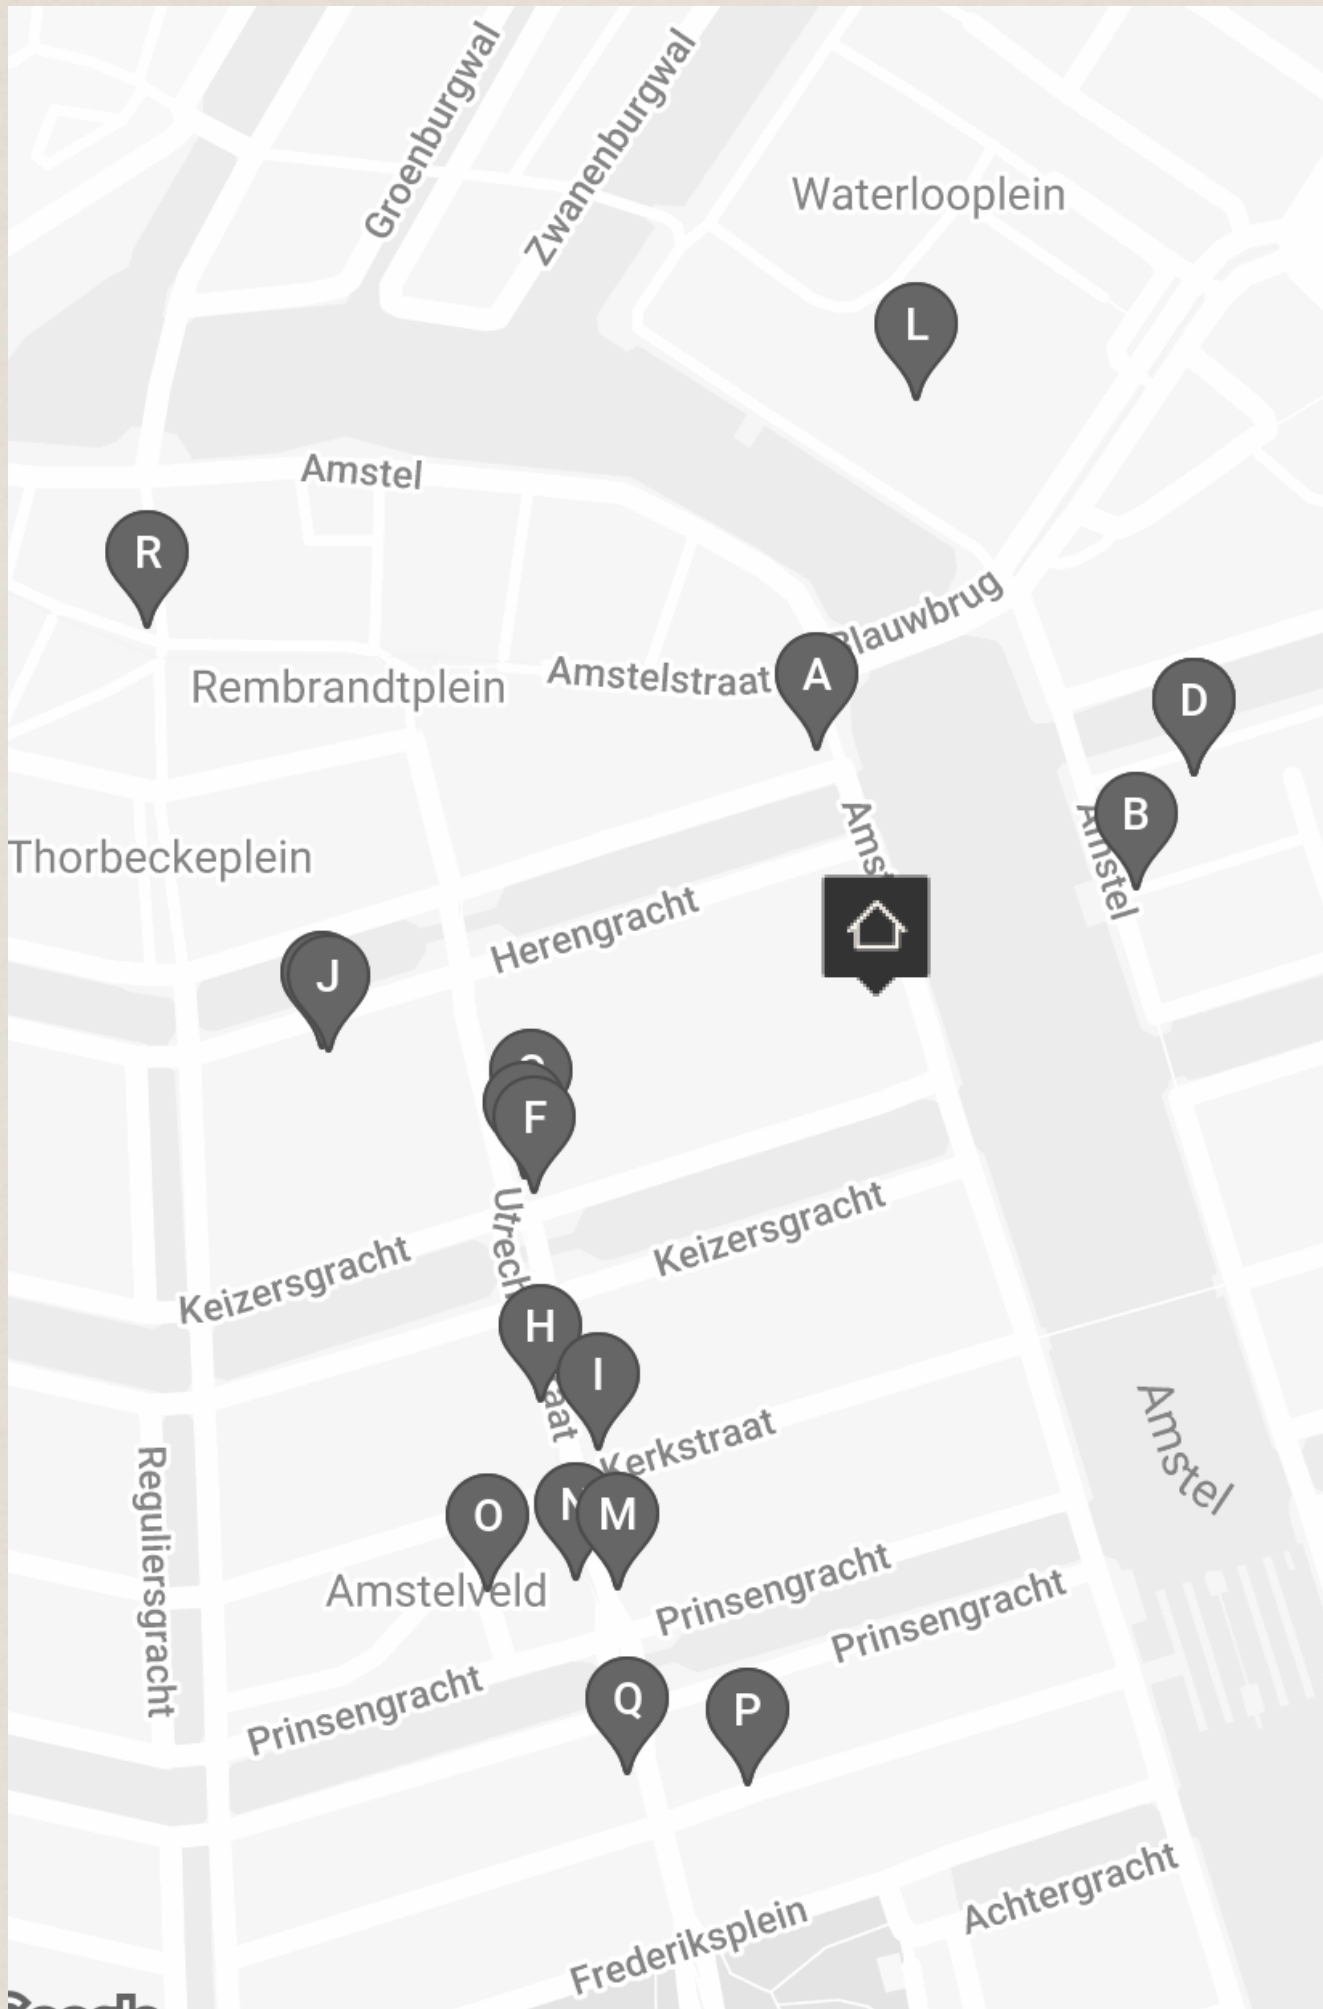 Groenburgwal
Zwanenburgwal
Waterlooplein
L
Amstel
R
Blauwbrug
Amstelstraat
A
Rembrandtplein
D
B
Amstel
Thorbeckeplein
Herengracht
J
F
Utrech
Keizersgracht
Keizersgracht
H
I
Kerkstraat
Amstel
Reguliersgracht
O
N
M
Amstelveld
Prinsengracht
Prinsengracht
Prinsengracht
Q
P
Achtergracht
Frederiksplein